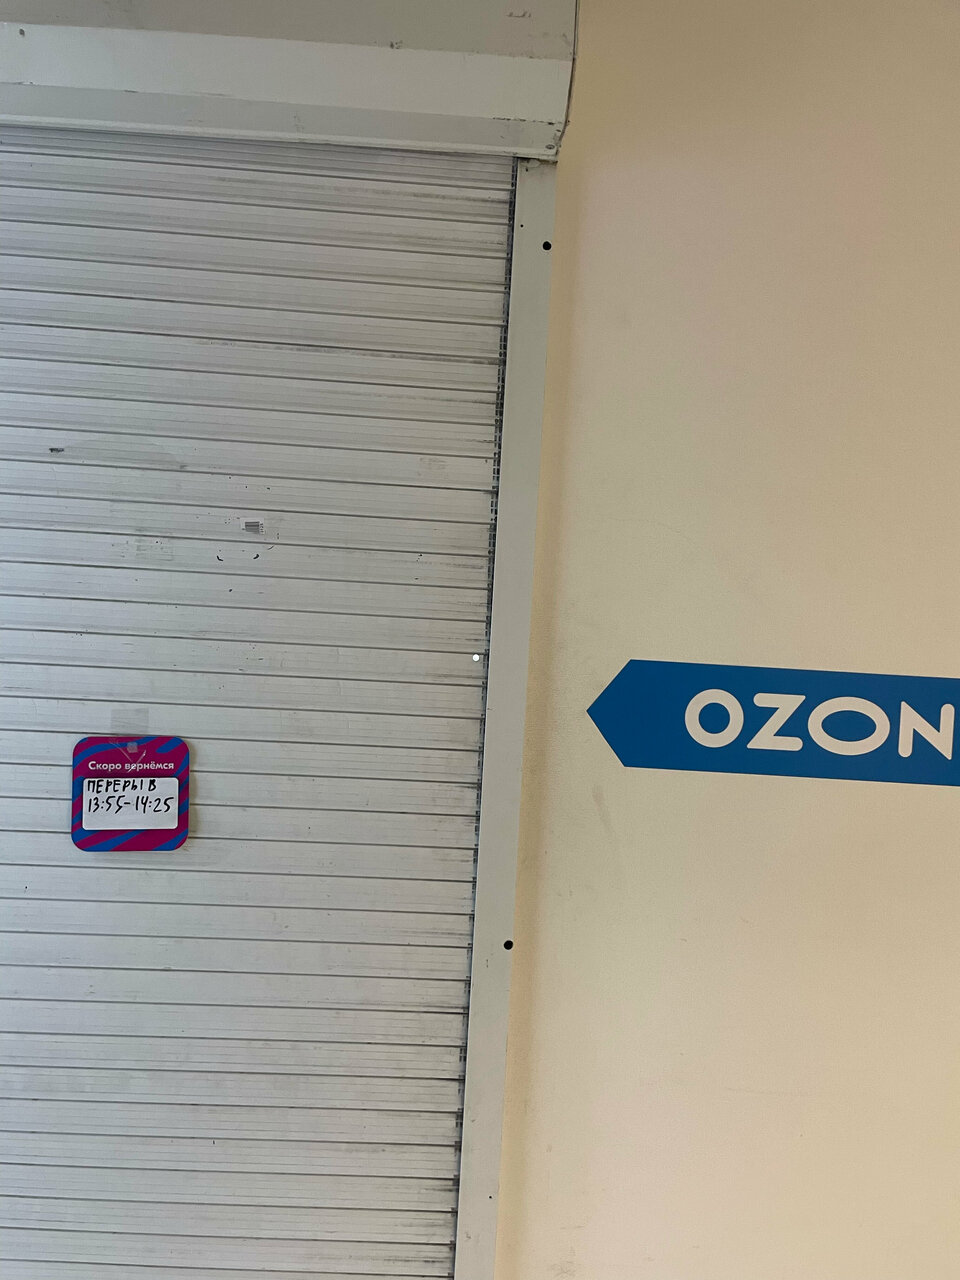 Скоро вернёмся
ПЕРЕРЫВ
13:55-14:25
OZON